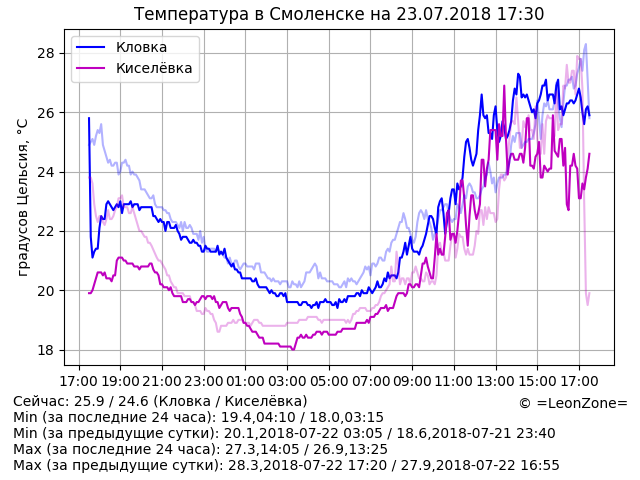 Температура в Смоленске на 23.07.2018 17:30
Кловка
Киселёвка
градусов Цельсия, °C
28
26
24
22
20
18
17:00 19:00 21:00 23:00 01:00 03:00 05:00 07:00 09:00 11:00 13:00 15:00 17:00
Сейчас: 25.9 / 24.6 (Кловка / Киселёвка)
© =LeonZone=
Min (за последние 24 часа): 19.4,04:10 / 18.0,03:15
Min (за предыдущие сутки): 20.1,2018-07-22 03:05 / 18.6,2018-07-21 23:40
Max (за последние 24 часа): 27.3,14:05 / 26.9,13:25
Max (за предыдущие сутки): 28.3,2018-07-22 17:20 / 27.9,2018-07-22 16:55